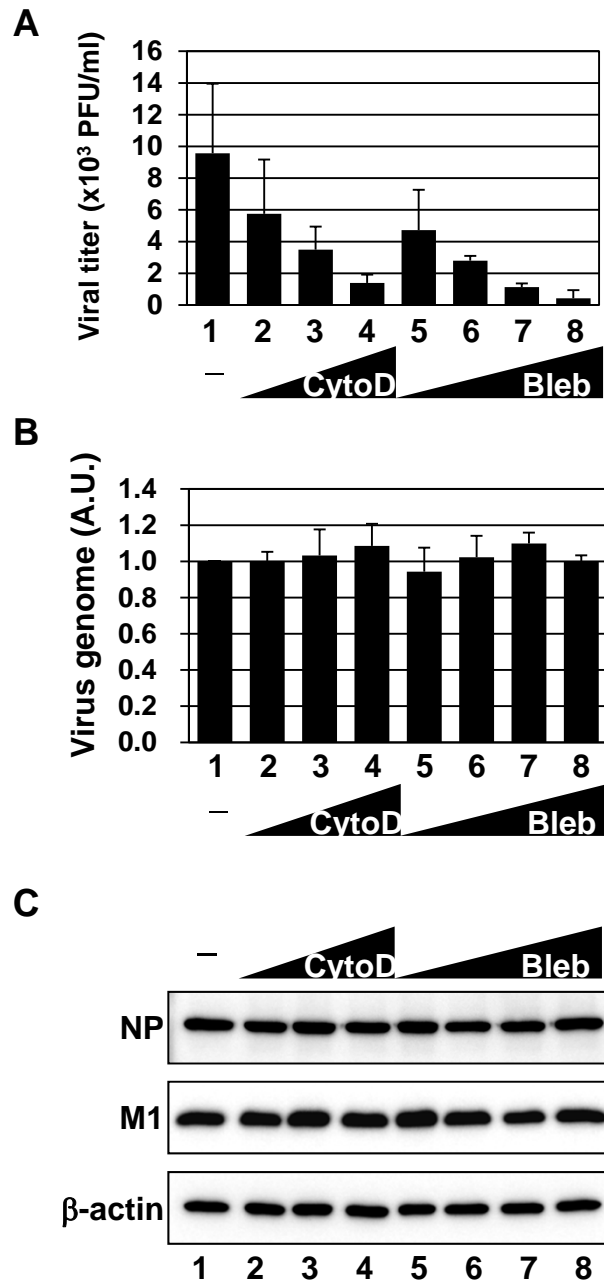 A
Viral titer (x10³ PFU/ml)
16
14
12
10
8
6
4
2
0
1 2 3 4 5 6 7 8
– CytoD Bleb
B
Virus genome (A.U.)
1.4
1.2
1.0
0.8
0.6
0.4
0.2
0.0
1 2 3 4 5 6 7 8
– CytoD Bleb
C
– CytoD Bleb
NP
M1
β-actin
1 2 3 4 5 6 7 8